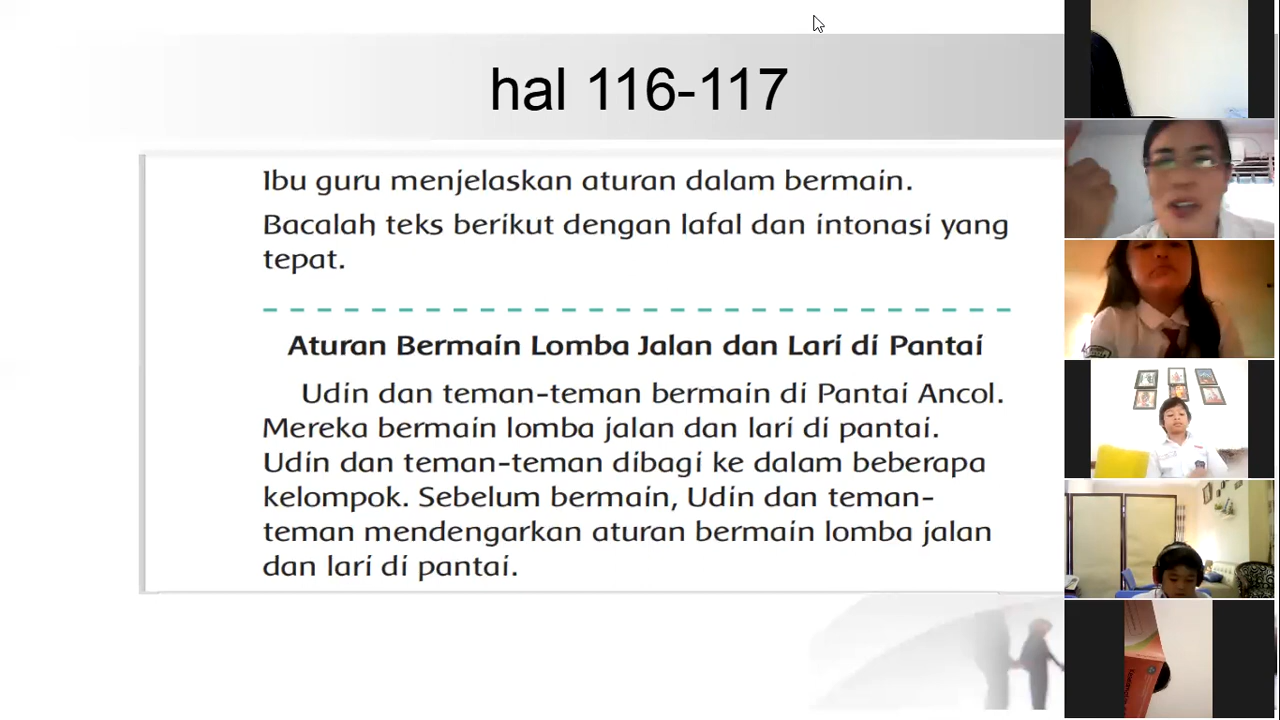 hal 116-117
Ibu guru menjelaskan aturan dalam bermain.
Bacalah teks berikut dengan lafal dan intonasi yang
tepat.
Aturan Bermain Lomba Jalan dan Lari di Pantai
Udin dan teman-teman bermain di Pantai Ancol.
Mereka bermain lomba jalan dan lari di pantai.
Udin dan teman-teman dibagi ke dalam beberapa
kelompok. Sebelum bermain, Udin dan teman-
teman mendengarkan aturan bermain lomba jalan
dan lari di pantai.